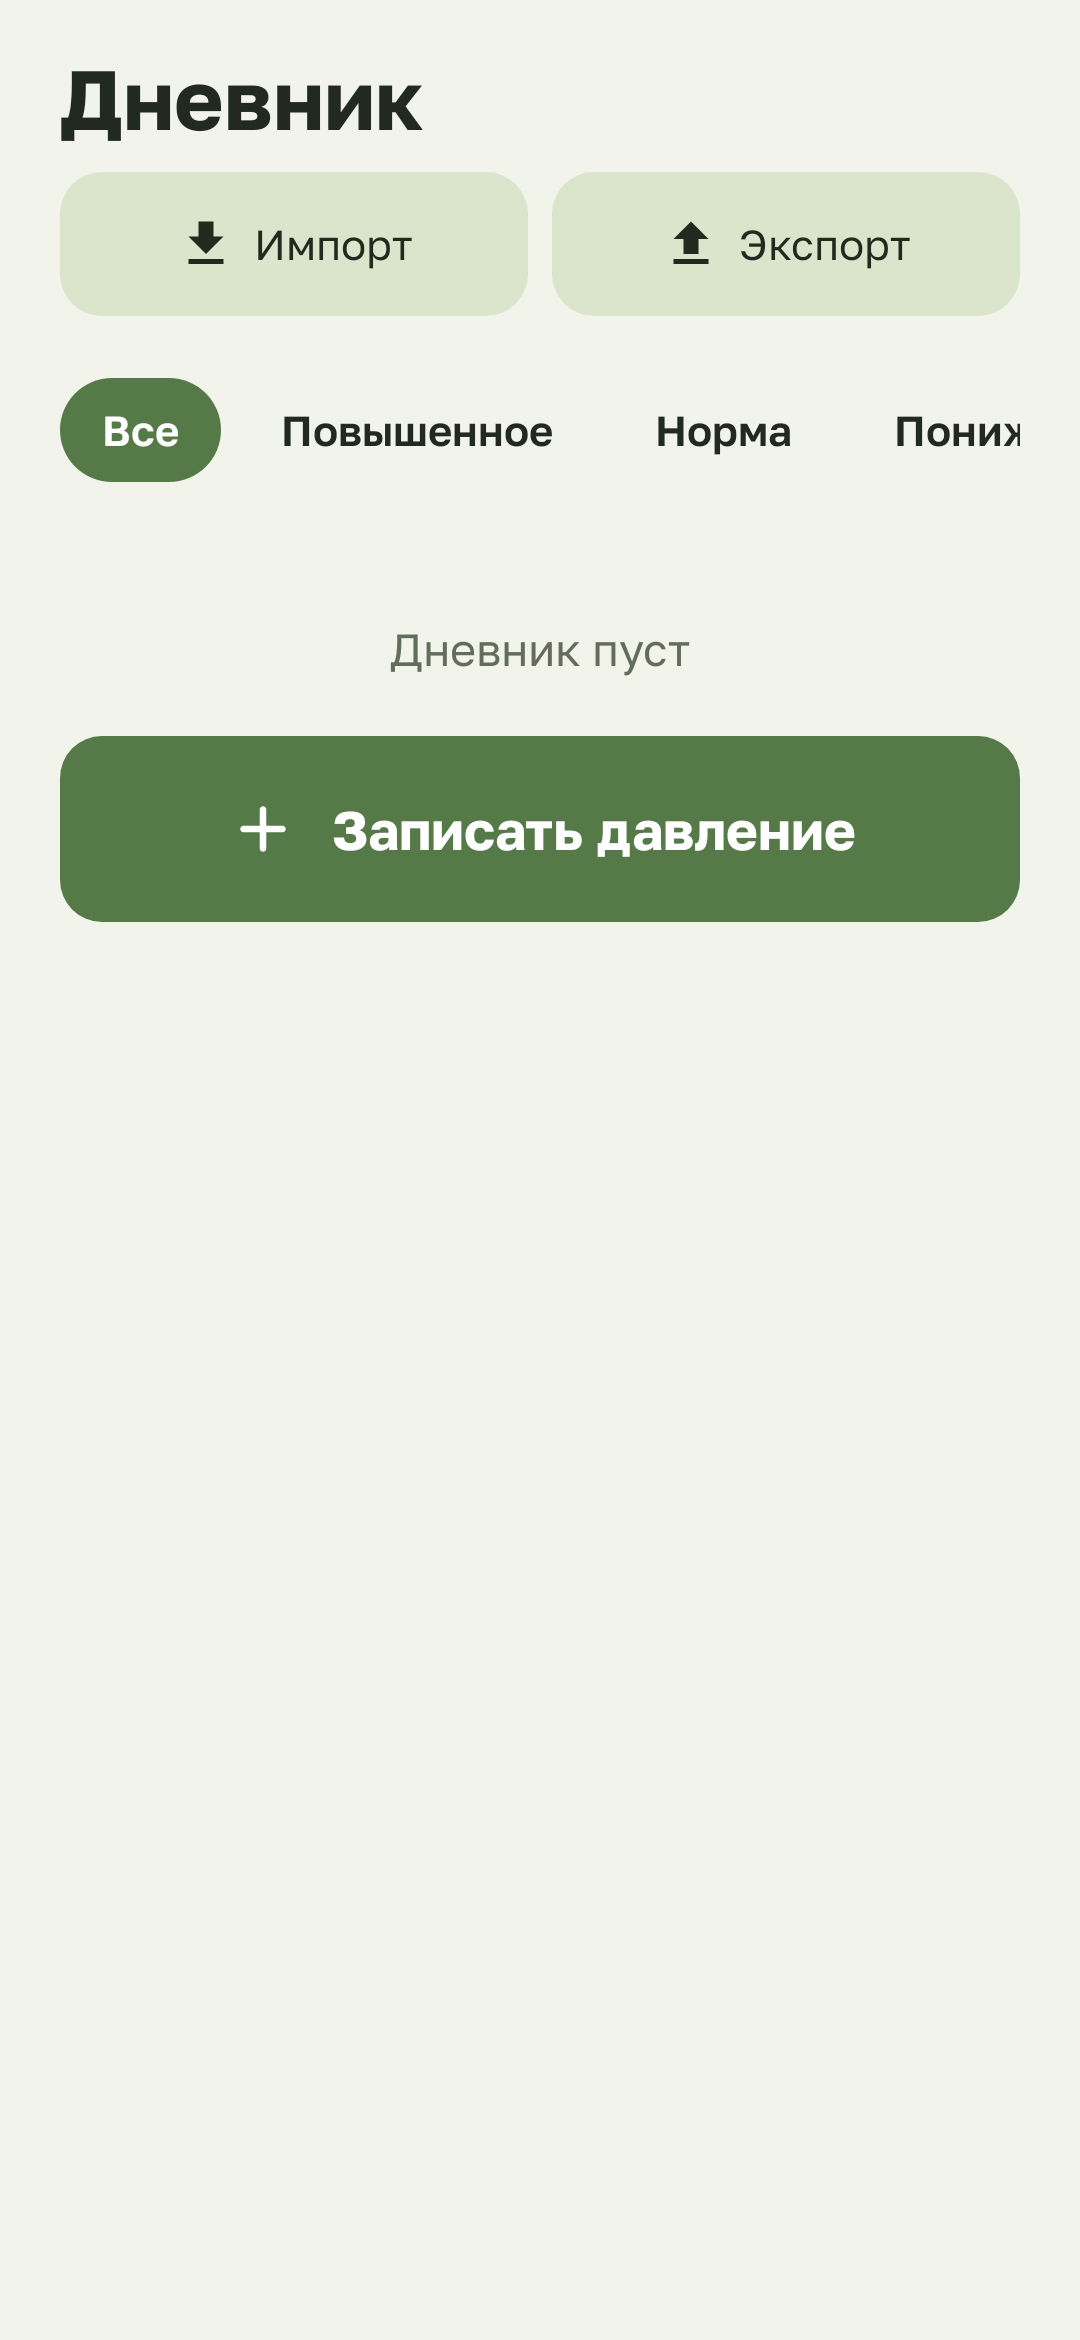 Дневник
Импорт Экспорт
Все Повышенное Норма
Дневник пуст
Записать давление